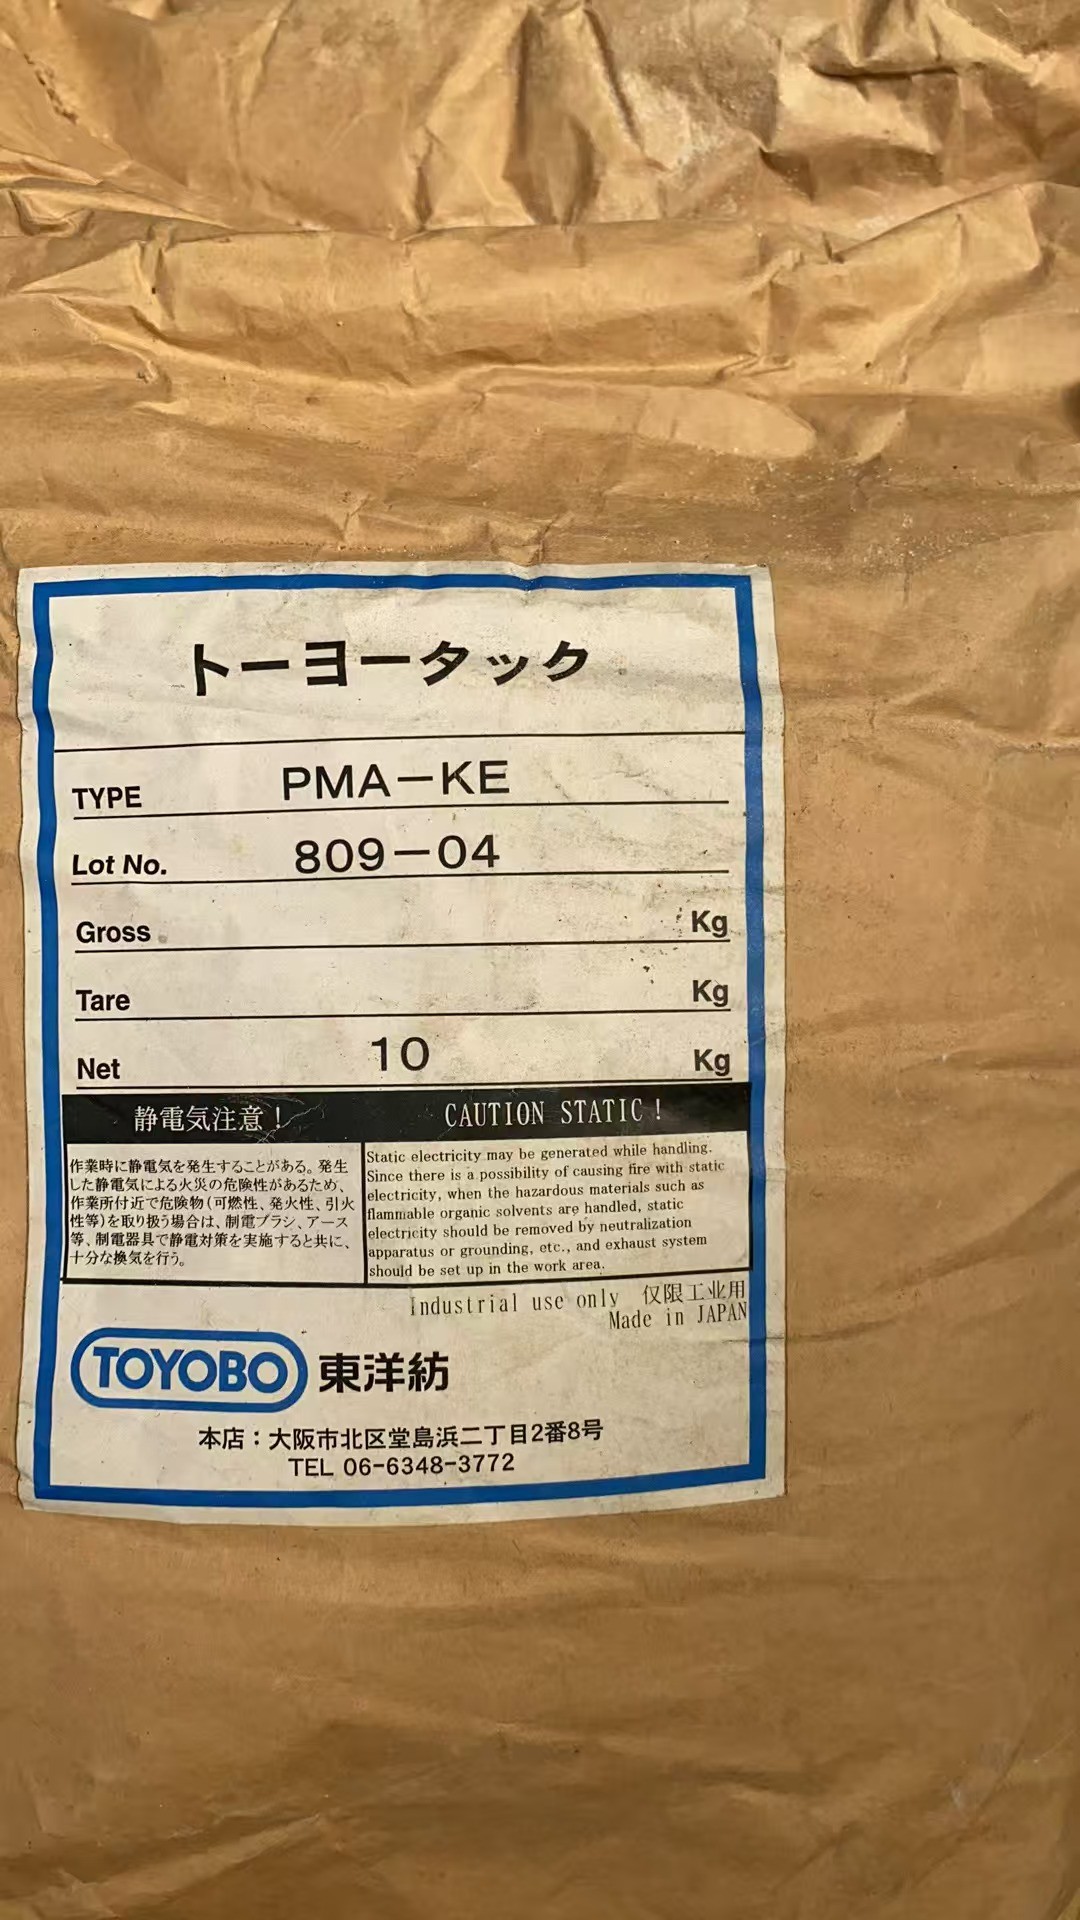 トーヨータック
TYPE PMA-KE
Lot No. 809-04
Gross Kg
Tare Kg
Net 10 Kg
静電気注意！
作業時に静電気を発生することがある。発生
した静電気による火災の危険性があるため、
作業所付近で危険物（可燃性、発火性、引火
性等）を取り扱う場合は、制電ブラシ、アース
等、制電器具で静電対策を実施すると共に、
十分な換気を行う。
CAUTION STATIC！
Static electricity may be generated while handling.
Since there is a possibility of causing fire with static
electricity, when the hazardous materials such as
flammable organic solvents are handled, static
electricity should be removed by neutralization
apparatus or grounding, etc., and exhaust system
should be set up in the work area.
Industrial use only 仅限工业用
Made in JAPAN
TOYOBO 東洋紡
本店：大阪市北区堂島浜二丁目2番8号
TEL 06-6348-3772